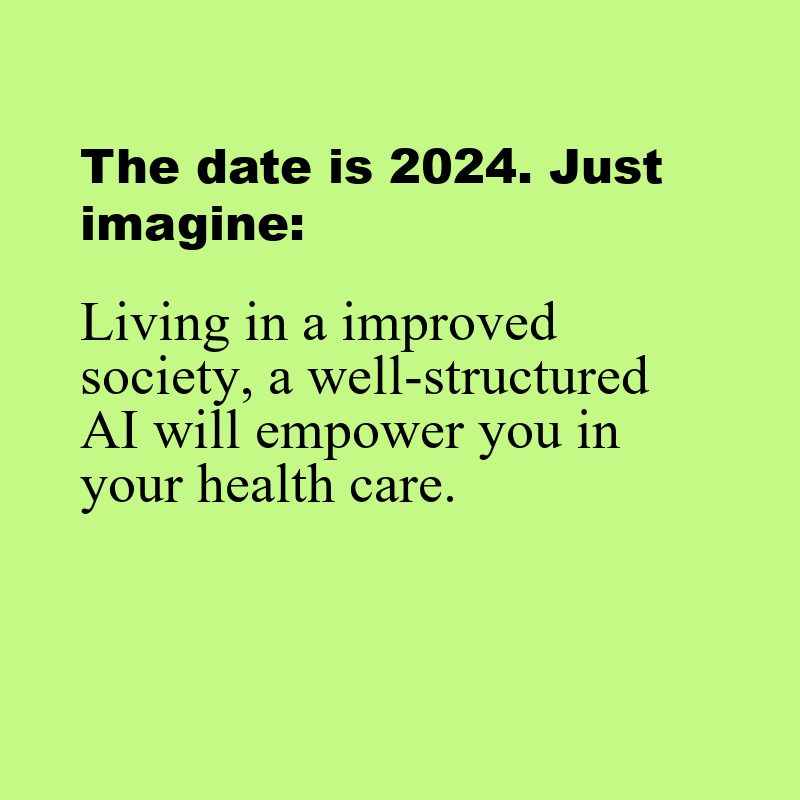 The date is 2024. Just
imagine:
Living in a improved
society, a well-structured
AI will empower you in
your health care.